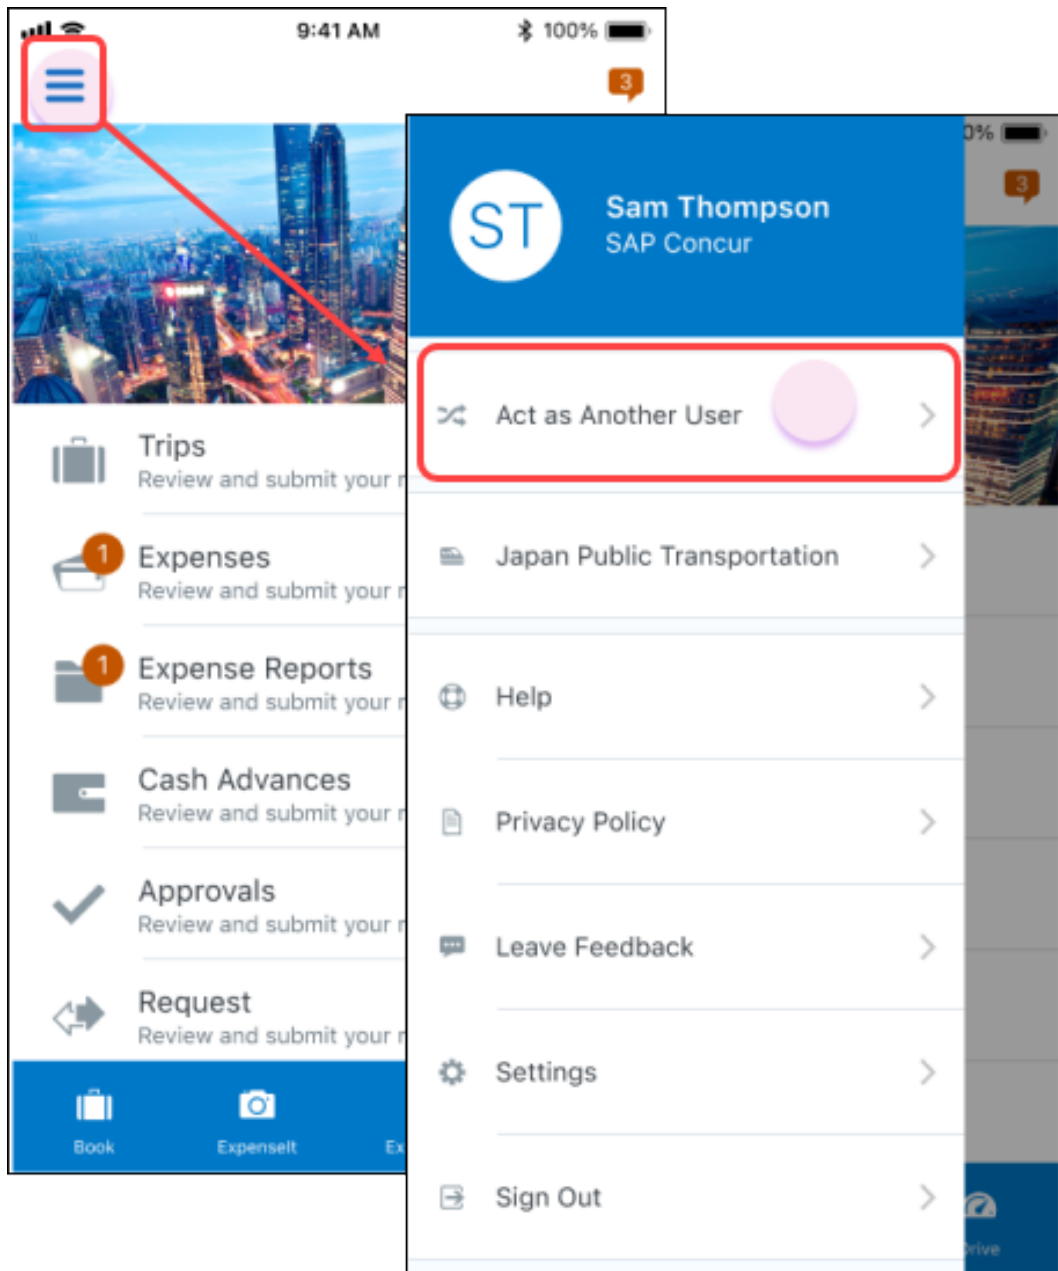 9:41 AM
100%
3
Trips
Review and submit your
1
Expenses
Review and submit your
1
Expense Reports
Review and submit your
Cash Advances
Review and submit your
Approvals
Review and submit your
Request
Review and submit your
Book
ExpenseIt
Ex
0%
3
ST
Sam Thompson
SAP Concur
Act as Another User
Japan Public Transportation
Help
Privacy Policy
Leave Feedback
Settings
Sign Out
Drive